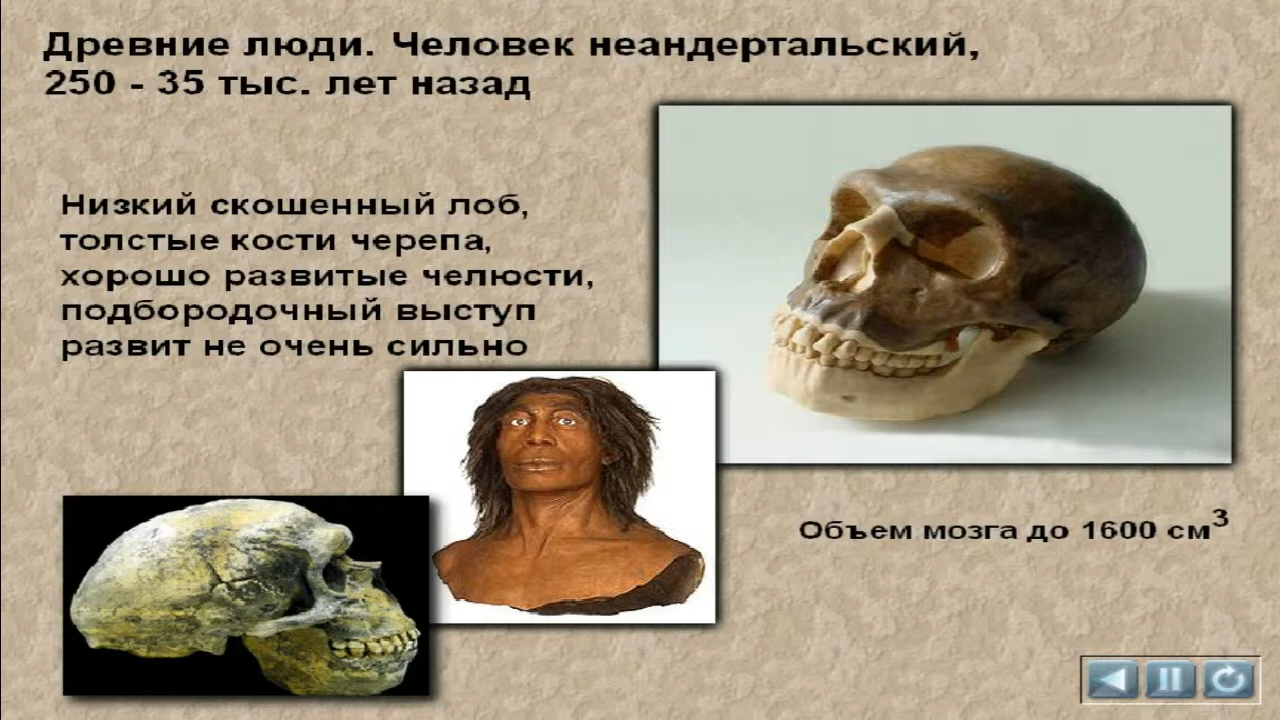 Древние люди. Человек неандертальский,
250 - 35 тыс. лет назад
Низкий скошенный лоб,
толстые кости черепа,
хорошо развитые челюсти,
подбородочный выступ
развит не очень сильно
Объем мозга до 1600 см³